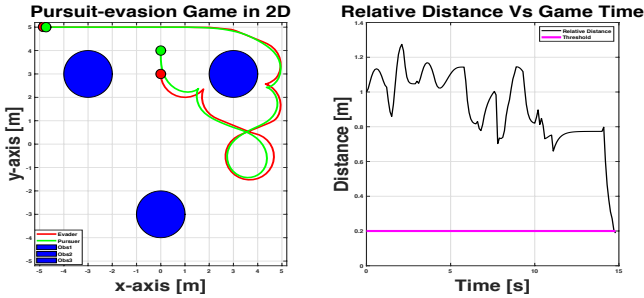 Pursuit-evasion Game in 2D
5
4
3
2
1
0
-1
-2
-3
-4
-5
y-axis [m]
Evader
Pursuer
Obs1
Obs2
Obs3
-5 -4 -3 -2 -1 0 1 2 3 4 5
x-axis [m]
Relative Distance Vs Game Time
1.4
1.2
1
0.8
0.6
0.4
0.2
0
Distance [m]
Relative Distance
Threshold
0 5 10 15
Time [s]